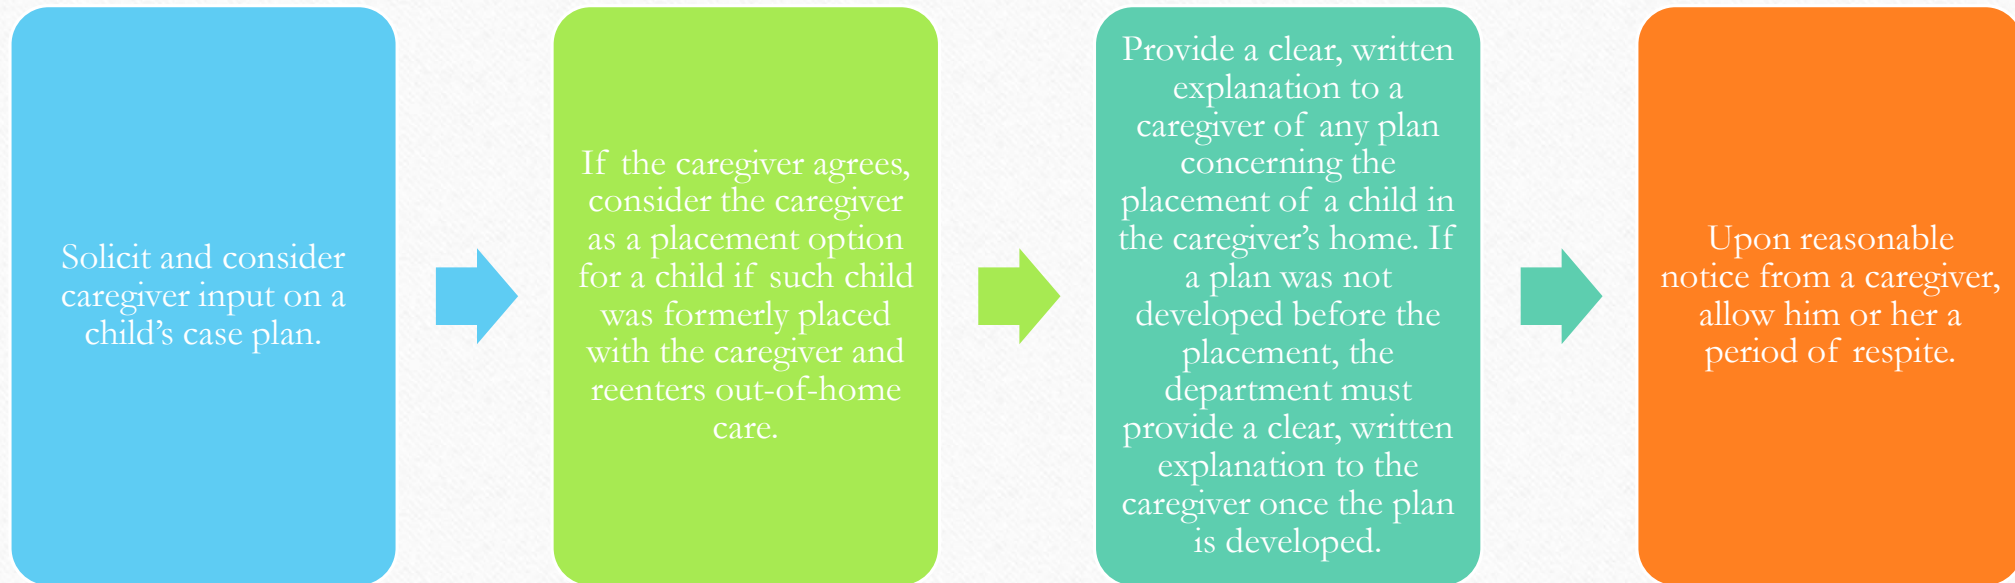 Solicit and consider
caregiver input on a
child’s case plan.
If the caregiver agrees,
consider the caregiver
as a placement option
for a child if such child
was formerly placed
with the caregiver and
reenters out-of-home
care.
Provide a clear, written
explanation to a
caregiver of any plan
concerning the
placement of a child in
the caregiver’s home. If
a plan was not
developed before the
placement, the
department must
provide a clear, written
explanation to the
caregiver once the plan
is developed.
Upon reasonable
notice from a caregiver,
allow him or her a
period of respite.